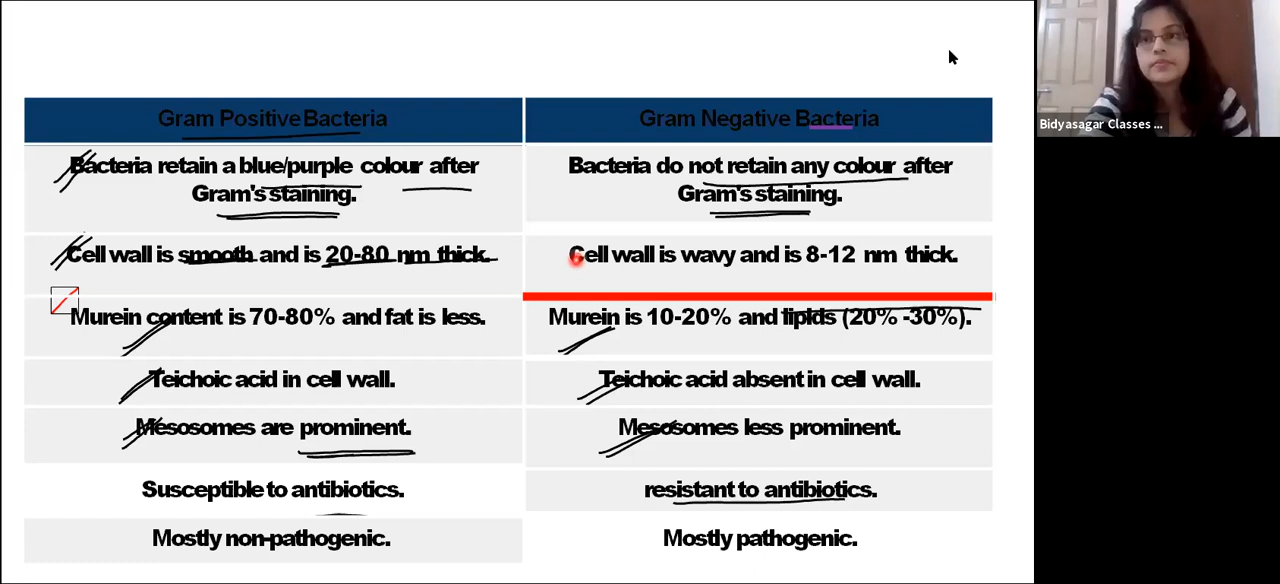 Gram Positive Bacteria
Gram Negative Bacteria
Bacteria retain a blue/purple colour after
Gram's staining.
Bacteria do not retain any colour after
Gram's staining.
Cell wall is smooth and is 20-80 nm thick.
Cell wall is wavy and is 8-12 nm thick.
Murein content is 70-80% and fat is less.
Murein is 10-20% and lipids (20% -30%).
Teichoic acid in cell wall.
Teichoic acid absent in cell wall.
Mesosomes are prominent.
Mesosomes less prominent.
Susceptible to antibiotics.
resistant to antibiotics.
Mostly non-pathogenic.
Mostly pathogenic.
Bidyasagar Classes ...